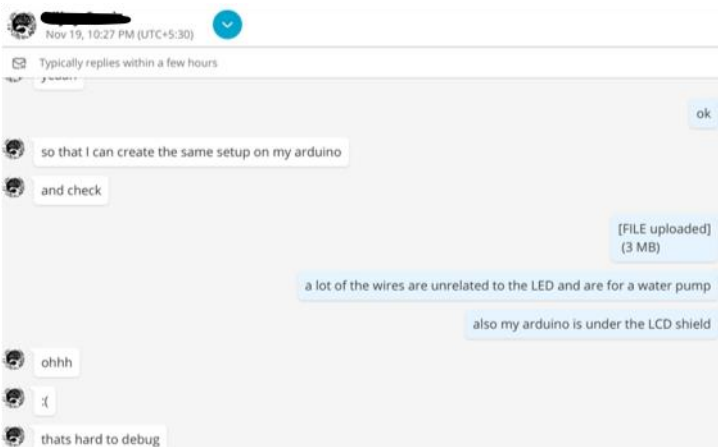 Nov 19, 10:27 PM (UTC+5:30)
Typically replies within a few hours
ok
so that I can create the same setup on my arduino
and check
[FILE uploaded]
(3 MB)
a lot of the wires are unrelated to the LED and are for a water pump
also my arduino is under the LCD shield
ohhh
:(
thats hard to debug